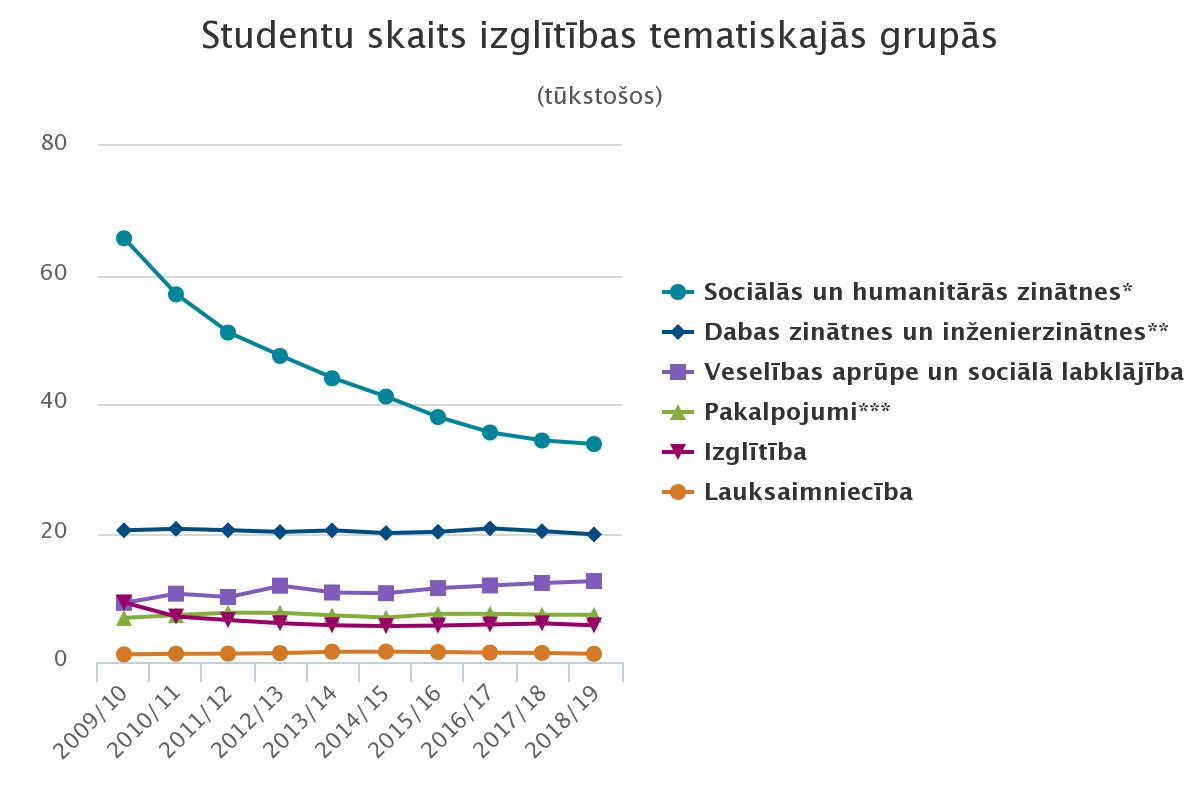 Studentu skaits izglītības tematiskajās grupās
(tūkstošos)
80
60
40
20
0
2009/10
2010/11
2011/12
2012/13
2013/14
2014/15
2015/16
2016/17
2017/18
2018/19
Sociālās un humanitārās zinātnes*
Dabas zinātnes un inženierzinātnes**
Veselības aprūpe un sociālā labklājība
Pakalpojumi***
Izglītība
Lauksaimniecība